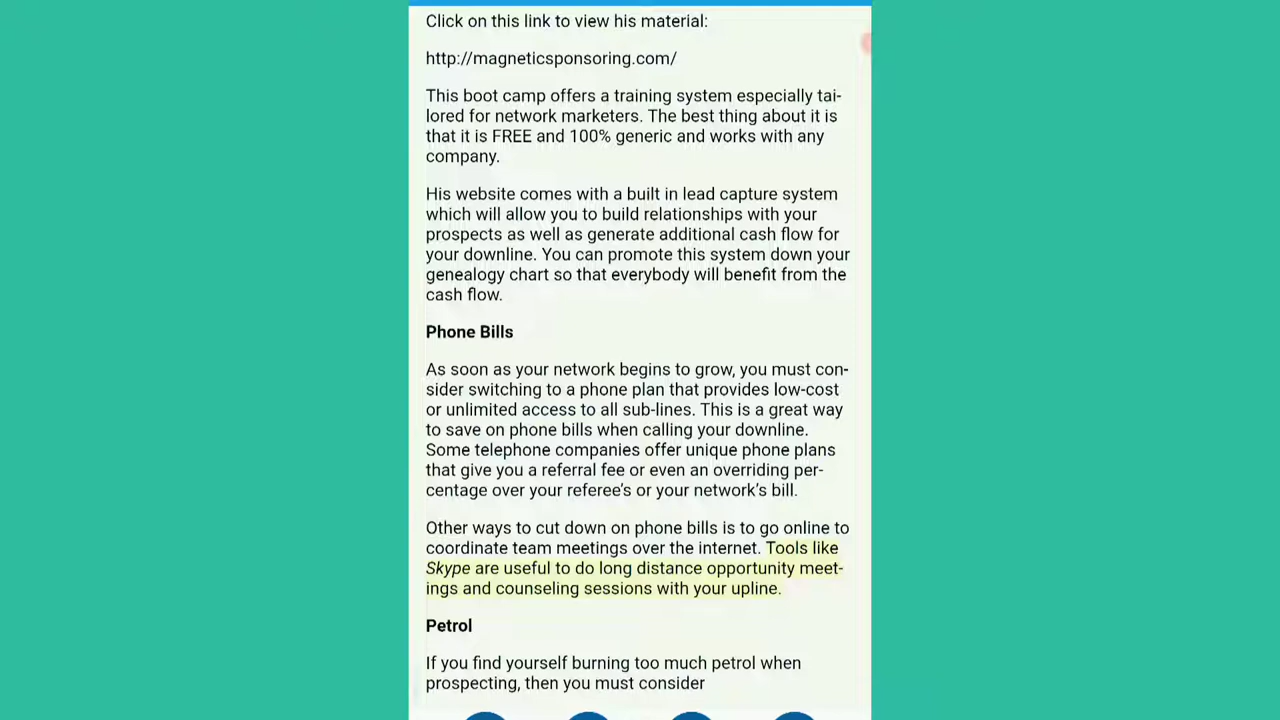 Click on this link to view his material:
http://magneticsponsoring.com/
This boot camp offers a training system especially tai-
lored for network marketers. The best thing about it is
that it is FREE and 100% generic and works with any
company.
His website comes with a built in lead capture system
which will allow you to build relationships with your
prospects as well as generate additional cash flow for
your downline. You can promote this system down your
genealogy chart so that everybody will benefit from the
cash flow.
Phone Bills
As soon as your network begins to grow, you must con-
sider switching to a phone plan that provides low-cost
or unlimited access to all sub-lines. This is a great way
to save on phone bills when calling your downline.
Some telephone companies offer unique phone plans
that give you a referral fee or even an overriding per-
centage over your referee’s or your network’s bill.
Other ways to cut down on phone bills is to go online to
coordinate team meetings over the internet. Tools like
Skype are useful to do long distance opportunity meet-
ings and counseling sessions with your upline.
Petrol
If you find yourself burning too much petrol when
prospecting, then you must consider